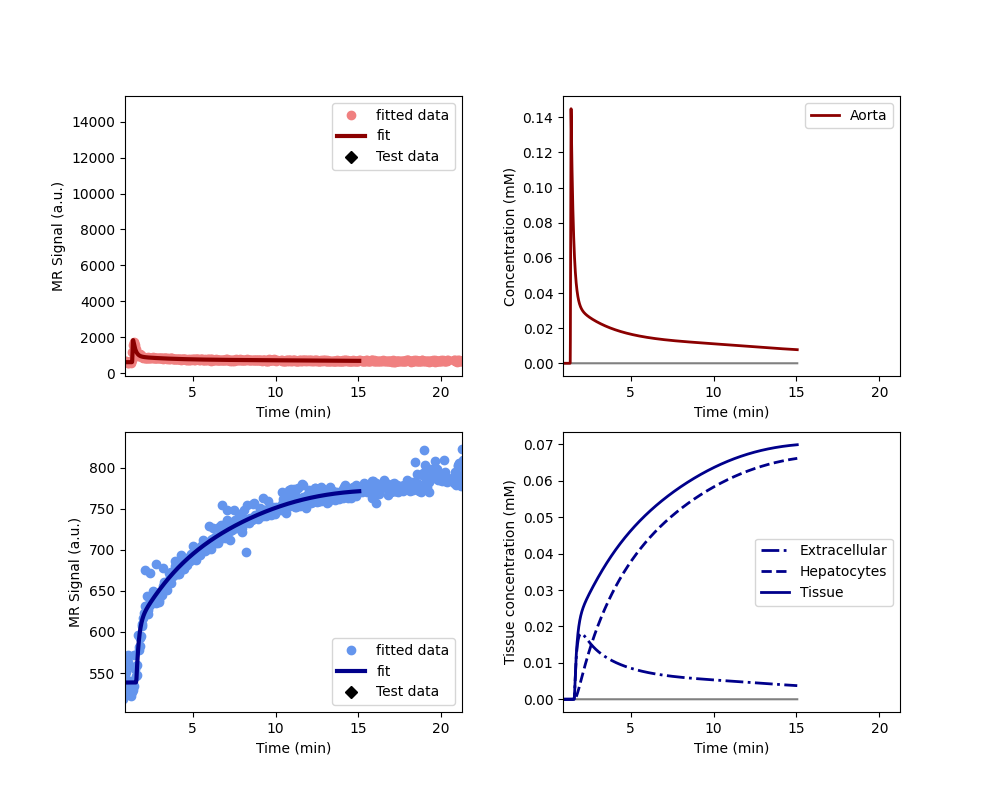 14000
12000
10000
8000
6000
4000
2000
0
MR Signal (a.u.)
5
10
15
20
Time (min)
fitted data
fit
Test data
0.14
0.12
0.10
0.08
0.06
0.04
0.02
0.00
Concentration (mM)
5
10
15
20
Time (min)
Aorta
800
750
700
650
600
550
MR Signal (a.u.)
5
10
15
20
Time (min)
fitted data
fit
Test data
0.07
0.06
0.05
0.04
0.03
0.02
0.01
0.00
Tissue concentration (mM)
5
10
15
20
Time (min)
Extracellular
Hepatocytes
Tissue